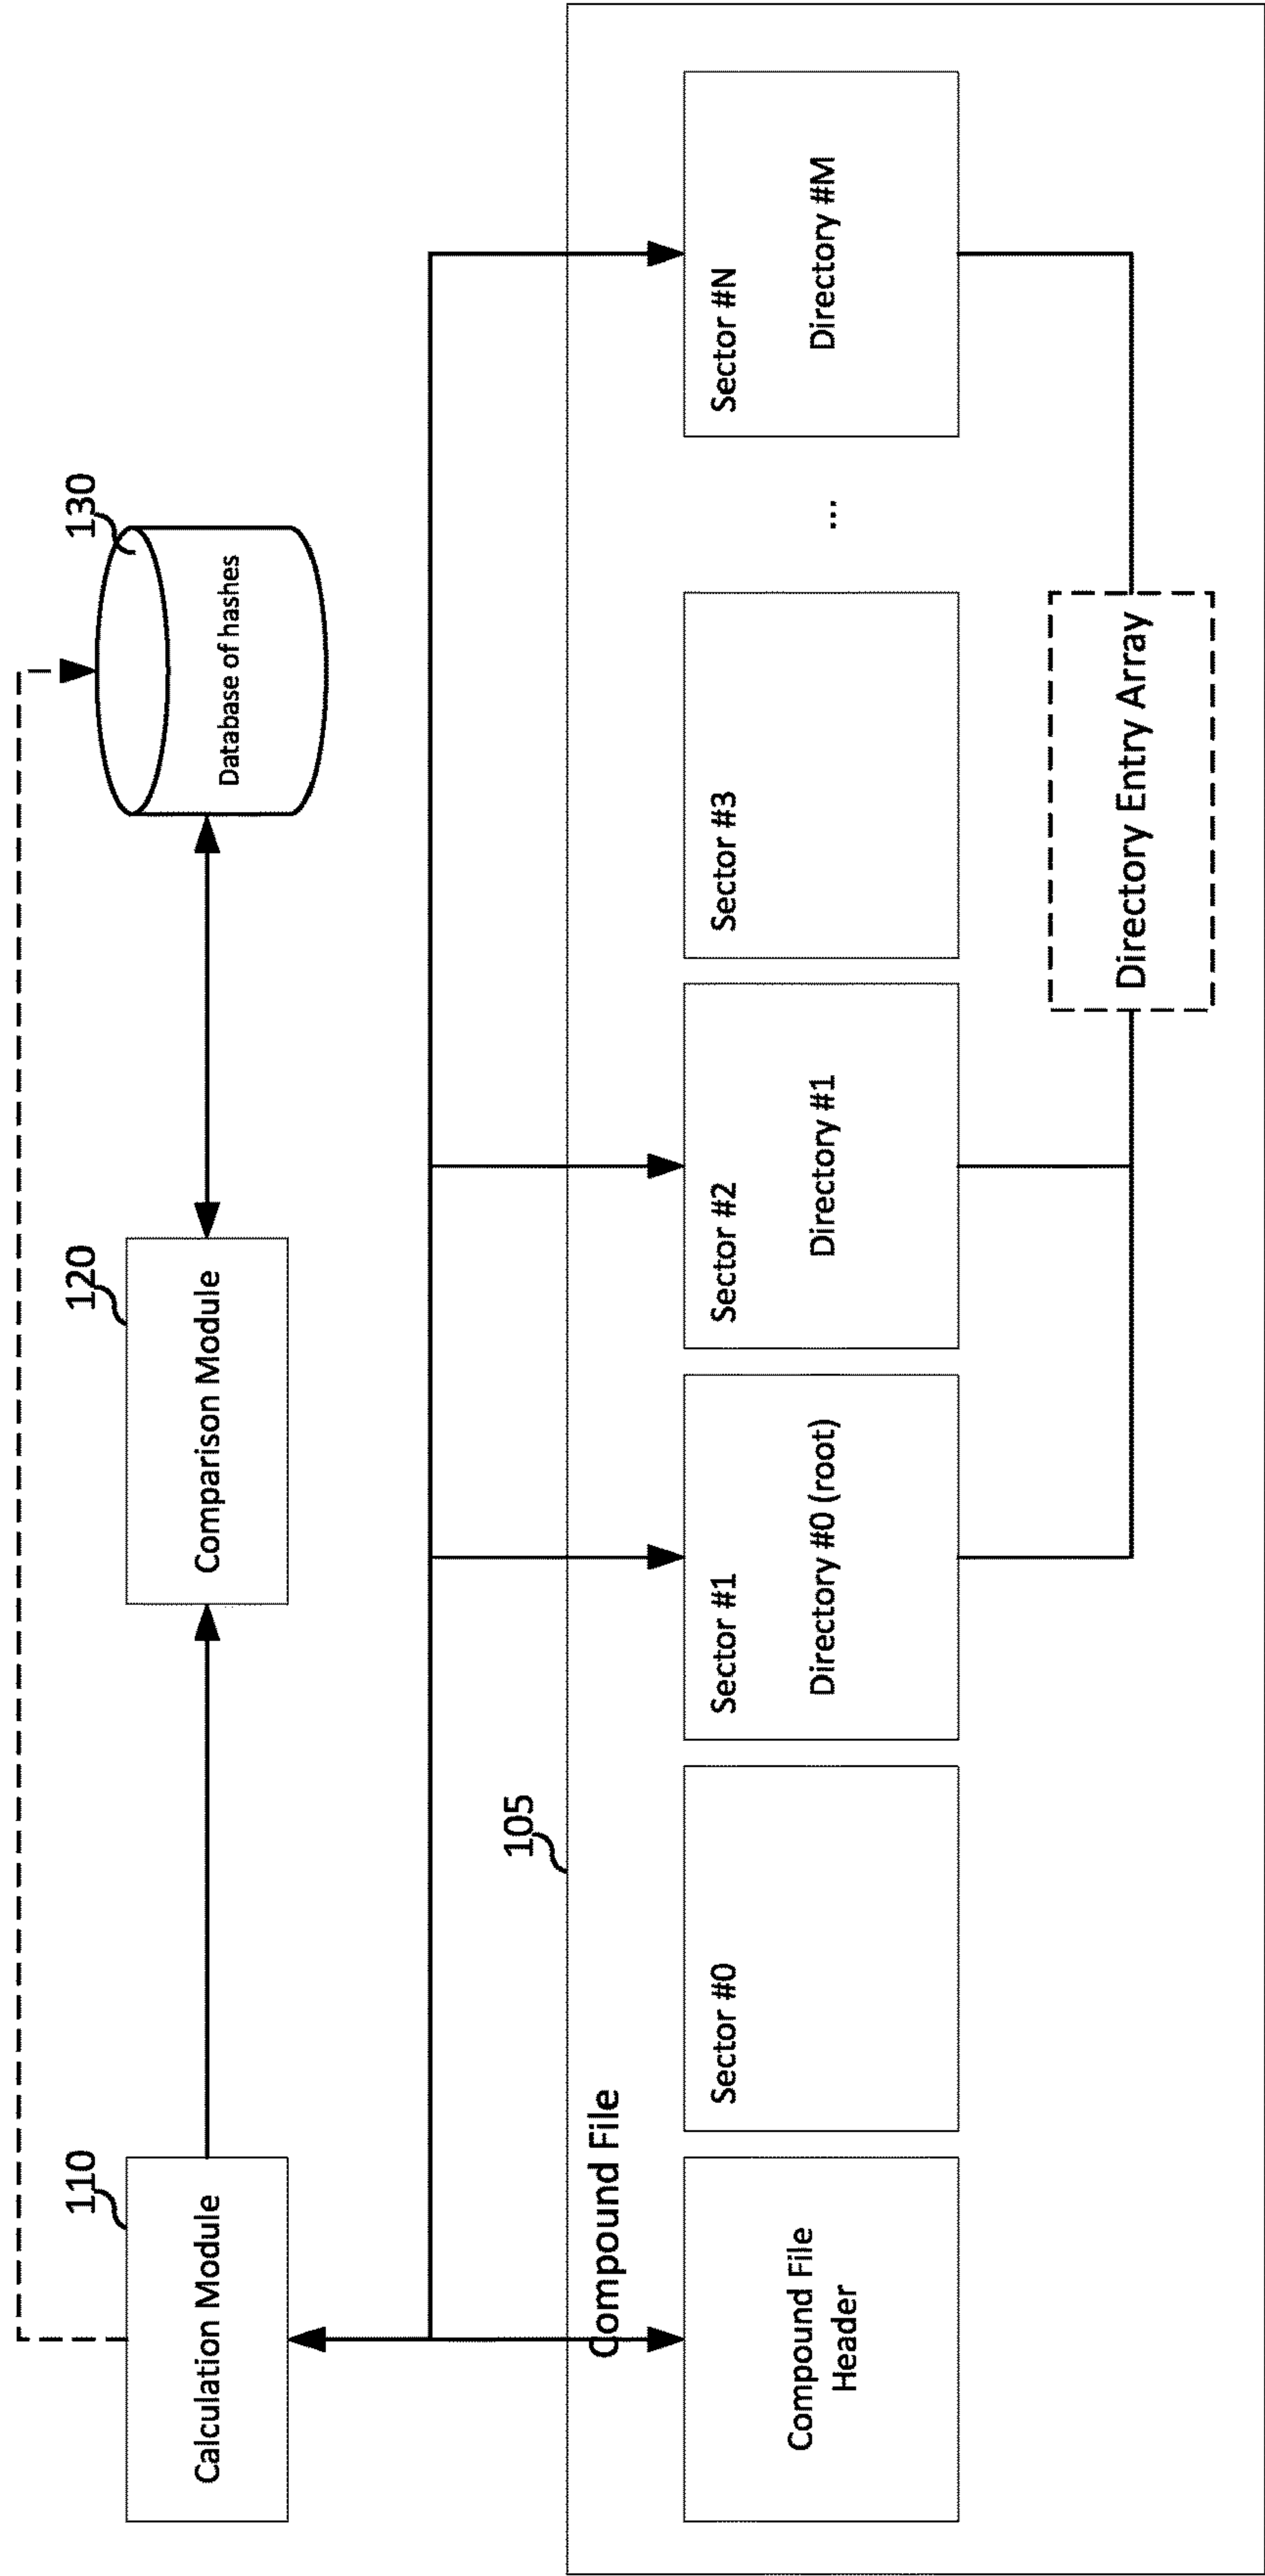 110
Calculation Module
120
Comparison Module
130
Database of hashes
105
Compound File
Compound File
Header
Sector #0
Sector #1
Directory #0 (root)
Sector #2
Directory #1
Sector #3
...
Sector #N
Directory #M
Directory Entry Array